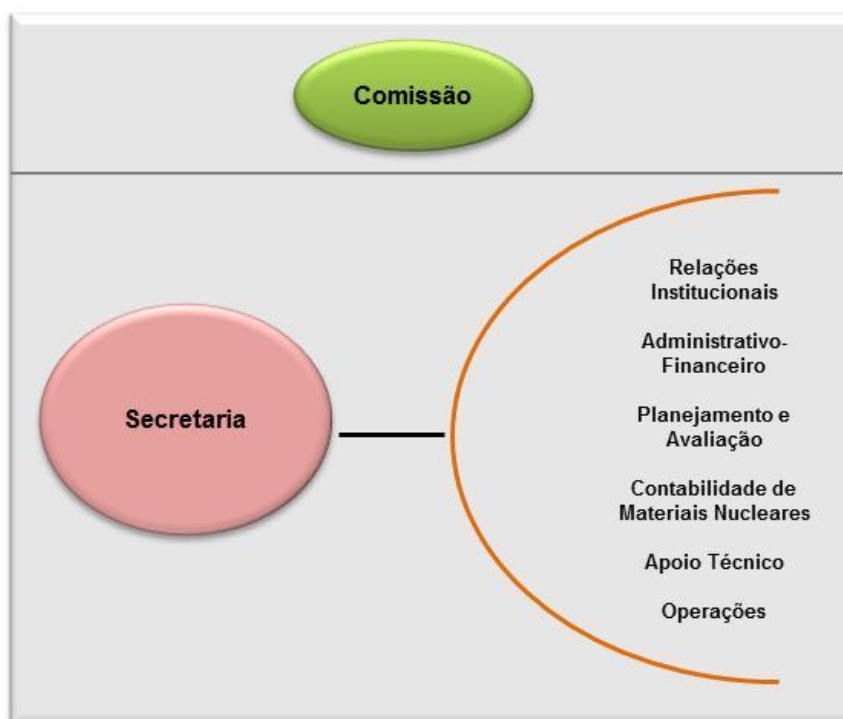 Comissão
Secretaria
Relações
Institucionais
Administrativo-
Financeiro
Planejamento e
Avaliação
Contabilidade de
Materiais Nucleares
Apoio Técnico
Operações